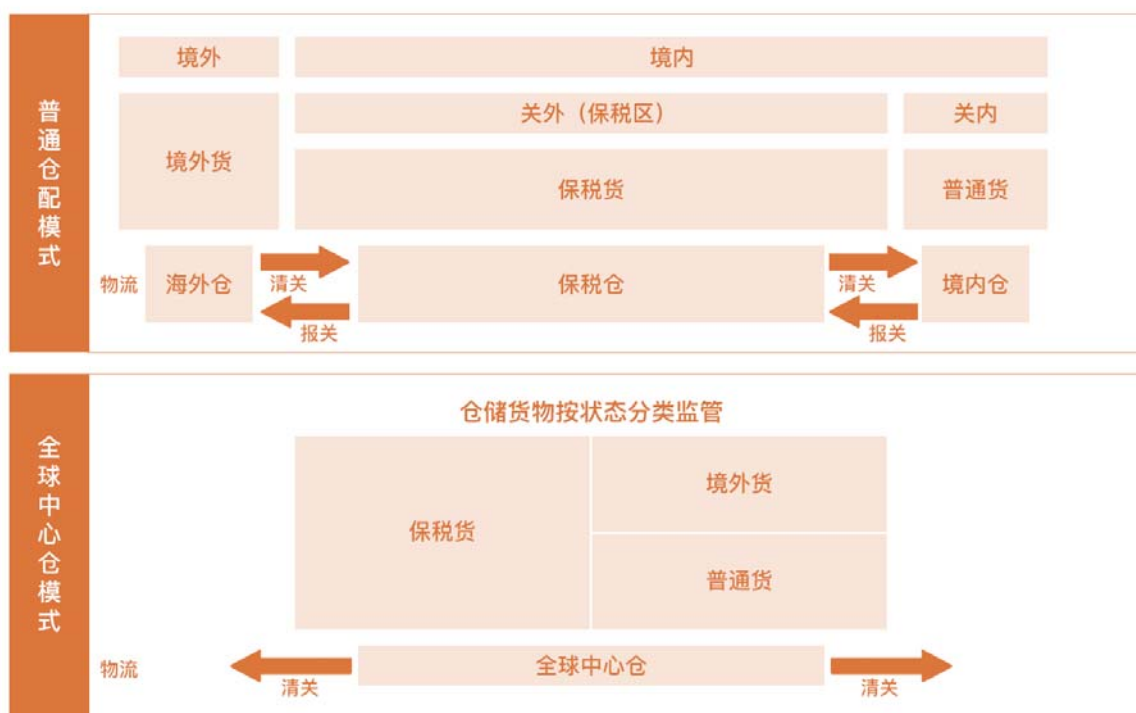 普通仓配模式
境外
境内
境外货
关外（保税区）
关内
保税货
普通货
物流
海外仓
清关
报关
保税仓
清关
报关
境内仓
全球中心仓模式
仓储货物按状态分类监管
保税货
境外货
普通货
物流
清关
全球中心仓
清关